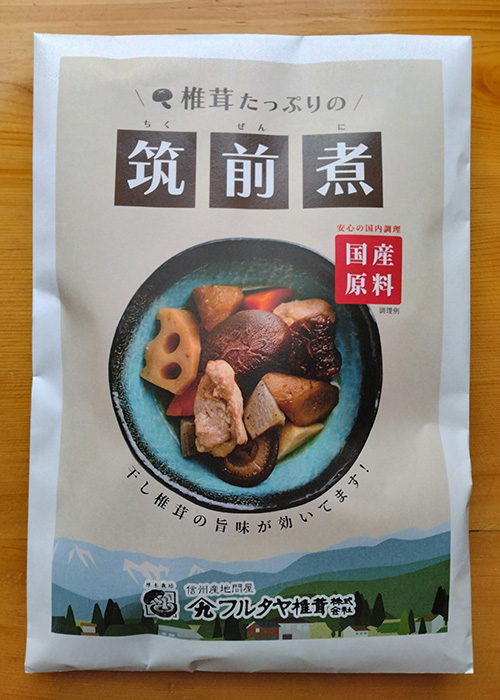 椎茸たっぷりの
ちく ぜん に
筑前煮
安心の国内調理
国産
原料
調理例
干し椎茸の旨味が効いてます!
信州産地問屋
フルタヤ椎茸株式会社